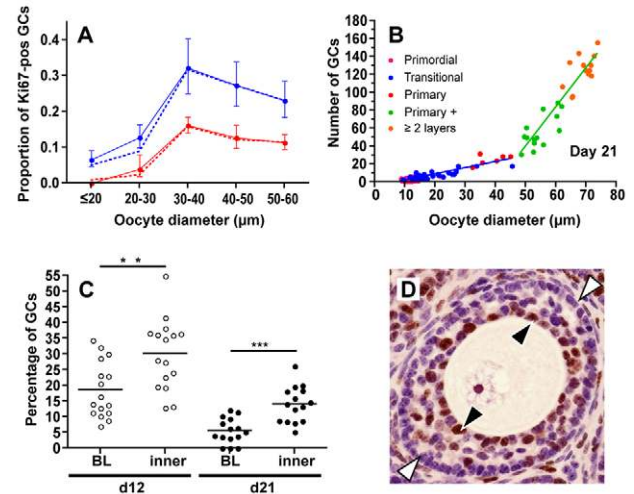 A
Proportion of Ki67-pos GCs
0.4
0.3
0.2
0.1
0.0
≤20 20-30 30-40 40-50 50-60
Oocyte diameter (µm)
B
Number of GCs
180
160
140
120
100
80
60
40
20
0
0 10 20 30 40 50 60 70 80 90
Primordial
Transitional
Primary
Primary +
≥ 2 layers
Day 21
Oocyte diameter (µm)
C
Percentage of GCs
55
50
45
40
35
30
25
20
15
10
5
0
* *
***
BL inner BL inner
d12 d21
D